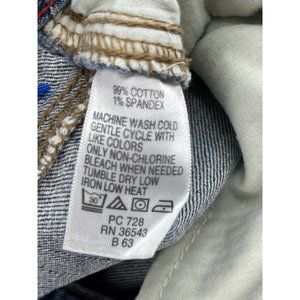 99% COTTON
1% SPANDEX
MACHINE WASH COLD
GENTLE CYCLE WITH
LIKE COLORS
ONLY NON-CHLORINE
BLEACH WHEN NEEDED
TUMBLE DRY LOW
IRON LOW HEAT
30°
PC 728
RN 36543
B 63